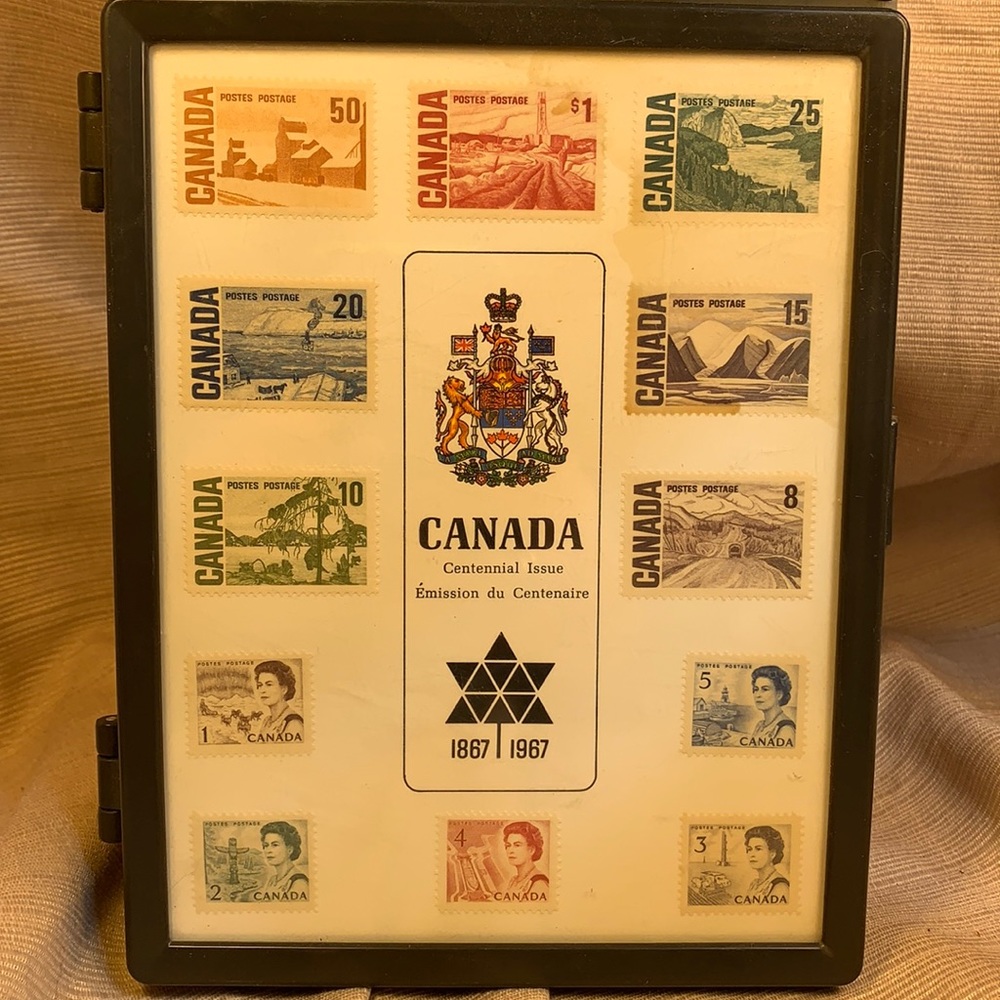 CANADA
POSTES POSTAGE 50
CANADA
POSTES POSTAGE $1
CANADA
POSTES POSTAGE 25
CANADA
POSTES POSTAGE 20
CANADA
POSTES POSTAGE 15
CANADA
POSTES POSTAGE 10
CANADA
POSTES POSTAGE 8
CANADA
Centennial Issue
Émission du Centenaire
1867 1967
POSTES POSTAGE
1 CANADA
POSTES POSTAGE
5
CANADA
POSTES POSTAGE
2 CANADA
POSTES POSTAGE
4
CANADA
POSTES POSTAGE
3
CANADA